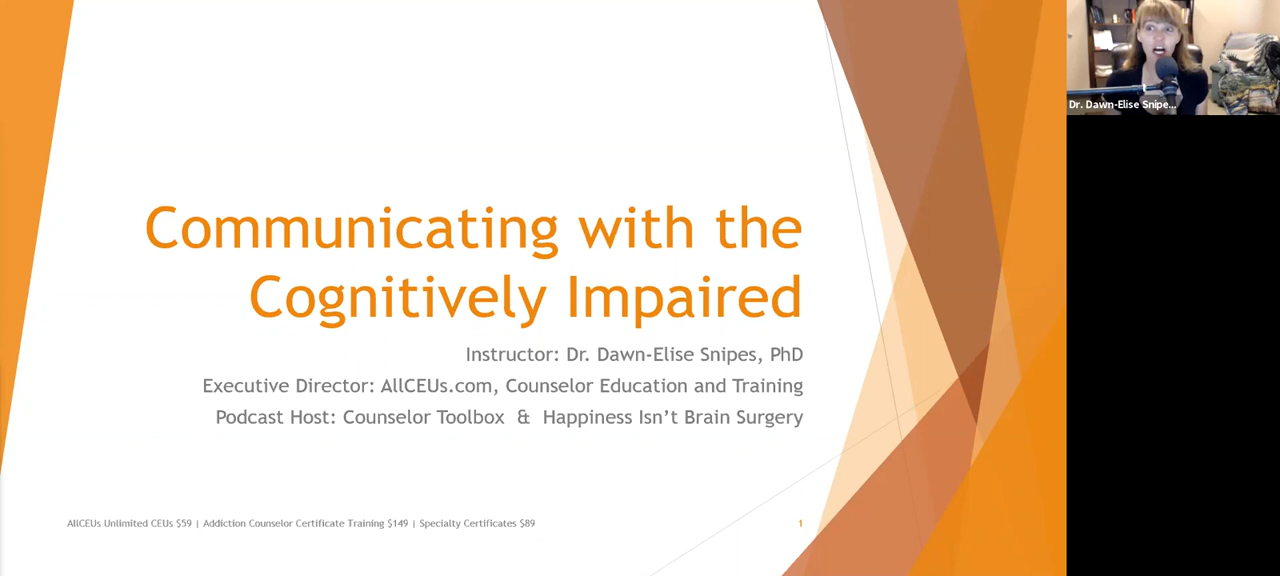 Communicating with the
Cognitively Impaired
Instructor: Dr. Dawn-Elise Snipes, PhD
Executive Director: AllCEUs.com, Counselor Education and Training
Podcast Host: Counselor Toolbox & Happiness Isn’t Brain Surgery
AllCEUs Unlimited CEUs $59 | Addiction Counselor Certificate Training $149 | Specialty Certificates $89
1
Dr. Dawn-Elise Snipe...